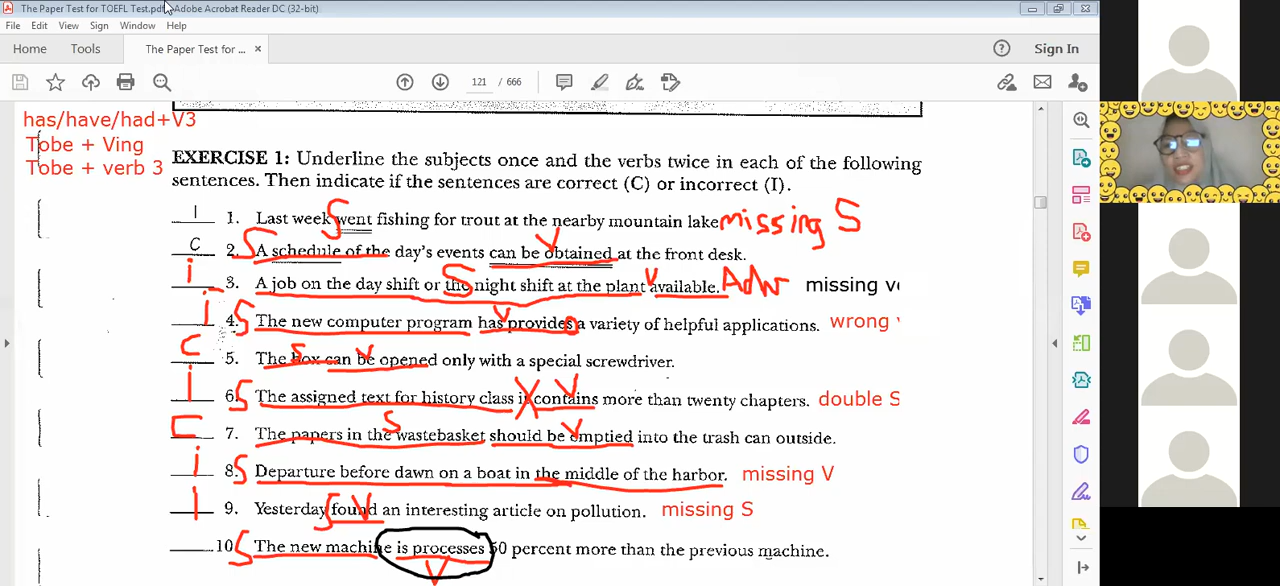 The Paper Test for TOEFL Test.pdf - Adobe Acrobat Reader DC (32-bit)
File Edit View Sign Window Help
Home Tools The Paper Test for ... × Sign In
121 / 666
has/have/had+V3
Tobe + Ving
Tobe + verb 3
EXERCISE 1: Underline the subjects once and the verbs twice in each of the following
sentences. Then indicate if the sentences are correct (C) or incorrect (I).
I 1. Last week S went fishing for trout at the nearby mountain lake missing S
C 2. S A schedule of the day's events can be obtained V at the front desk.
i 3. A job on the day shift or the night shift at the plant available. S V Adv missing ve
I 4. S The new computer program has provides a variety of helpful applications. V wrong v
C 5. The box can be opened only with a special screwdriver. S V
I 6. S The assigned text for history class it contains more than twenty chapters. X V double S
C 7. The papers in the wastebasket should be emptied into the trash can outside. S V
i 8. S Departure before dawn on a boat in the middle of the harbor. missing V
I 9. Yesterday S found an interesting article on pollution. V missing S
10. S The new machine is processes 50 percent more than the previous machine.
V